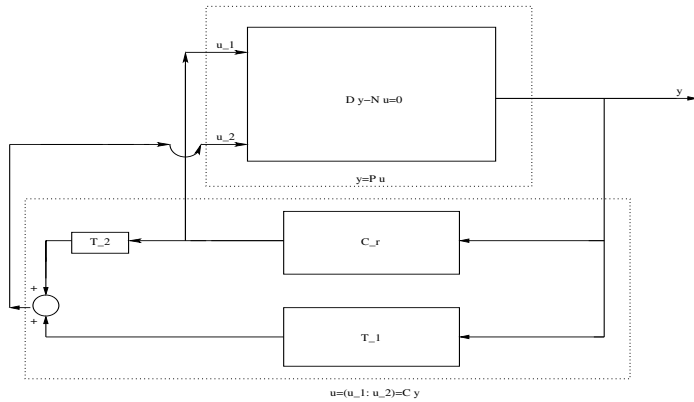 u_1
D y−N u=0
y
u_2
y=P u
T_2
C_r
+
+
T_1
u=(u_1: u_2)=C y